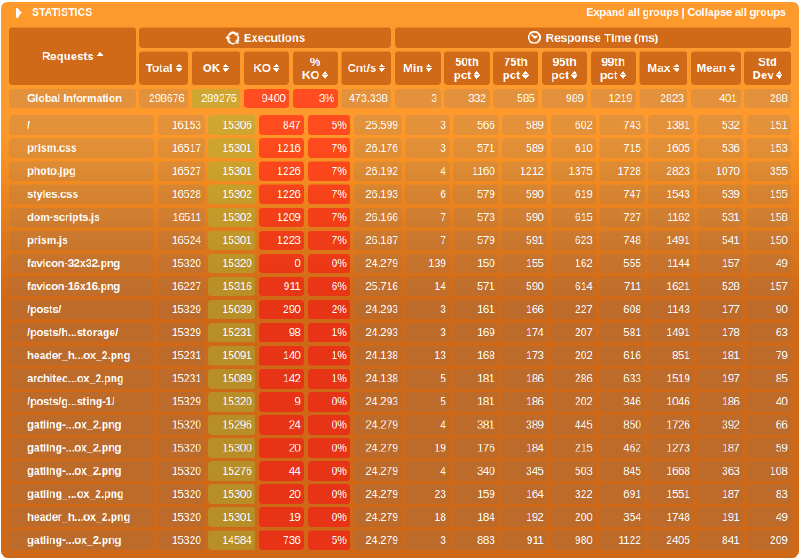 STATISTICS Expand all groups | Collapse all groups
Requests Executions Response Time (ms)
Total OK KO % KO Cnt/s Min 50th pct 75th pct 95th pct 99th pct Max Mean Std Dev
Global Information 298676 289276 9400 3% 473.338 3 332 585 989 1219 2823 401 288
/ 16153 15306 847 5% 25.599 3 566 589 602 743 1381 532 151
prism.css 16517 15301 1216 7% 26.176 3 571 589 610 715 1605 536 153
photo.jpg 16527 15301 1226 7% 26.192 4 1160 1212 1375 1728 2823 1070 355
styles.css 16528 15302 1226 7% 26.193 6 579 590 619 747 1543 539 155
dom-scripts.js 16511 15302 1209 7% 26.166 7 573 590 615 727 1162 531 158
prism.js 16524 15301 1223 7% 26.187 7 579 591 623 748 1491 541 150
favicon-32x32.png 15320 15320 0 0% 24.279 139 150 155 162 555 1144 157 49
favicon-16x16.png 16227 15316 911 6% 25.716 14 571 590 614 711 1621 528 157
/posts/ 15329 15039 290 2% 24.293 3 161 166 227 608 1143 177 90
/posts/h...storage/ 15329 15231 98 1% 24.293 3 169 174 207 581 1491 178 63
header_h...ox_2.png 15231 15091 140 1% 24.138 13 168 173 202 616 851 181 79
architec...ox_2.png 15231 15089 142 1% 24.138 5 181 186 286 633 1519 197 85
/posts/g...sting-1/ 15329 15320 9 0% 24.293 5 181 186 202 346 1046 186 40
gatling-...ox_2.png 15320 15296 24 0% 24.279 4 381 389 445 850 1726 392 66
gatling-...ox_2.png 15320 15300 20 0% 24.279 19 176 184 215 462 1273 187 59
gatling-...ox_2.png 15320 15276 44 0% 24.279 4 340 345 503 845 1668 363 108
gatling_...ox_2.png 15320 15300 20 0% 24.279 23 159 164 322 691 1551 187 83
header_h...ox_2.png 15320 15301 19 0% 24.279 18 184 192 200 354 1748 191 49
gatling-...ox_2.png 15320 14584 736 5% 24.279 3 883 911 980 1122 2405 841 209